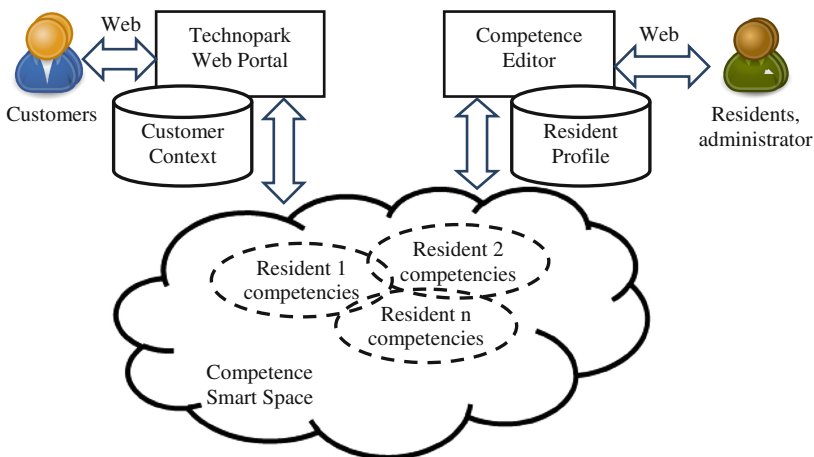 Web
Technopark
Web Portal
Customers
Customer
Context
Competence
Editor
Web
Resident
Profile
Residents,
administrator
Resident 1
competencies
Resident 2
competencies
Resident n
competencies
Competence
Smart Space